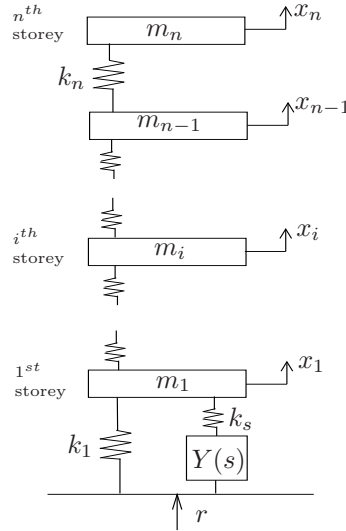 n^{th} storey
m_n
x_n
k_n
m_{n-1}
x_{n-1}
i^{th} storey
m_i
x_i
1^{st} storey
m_1
x_1
k_1
k_s
Y(s)
r